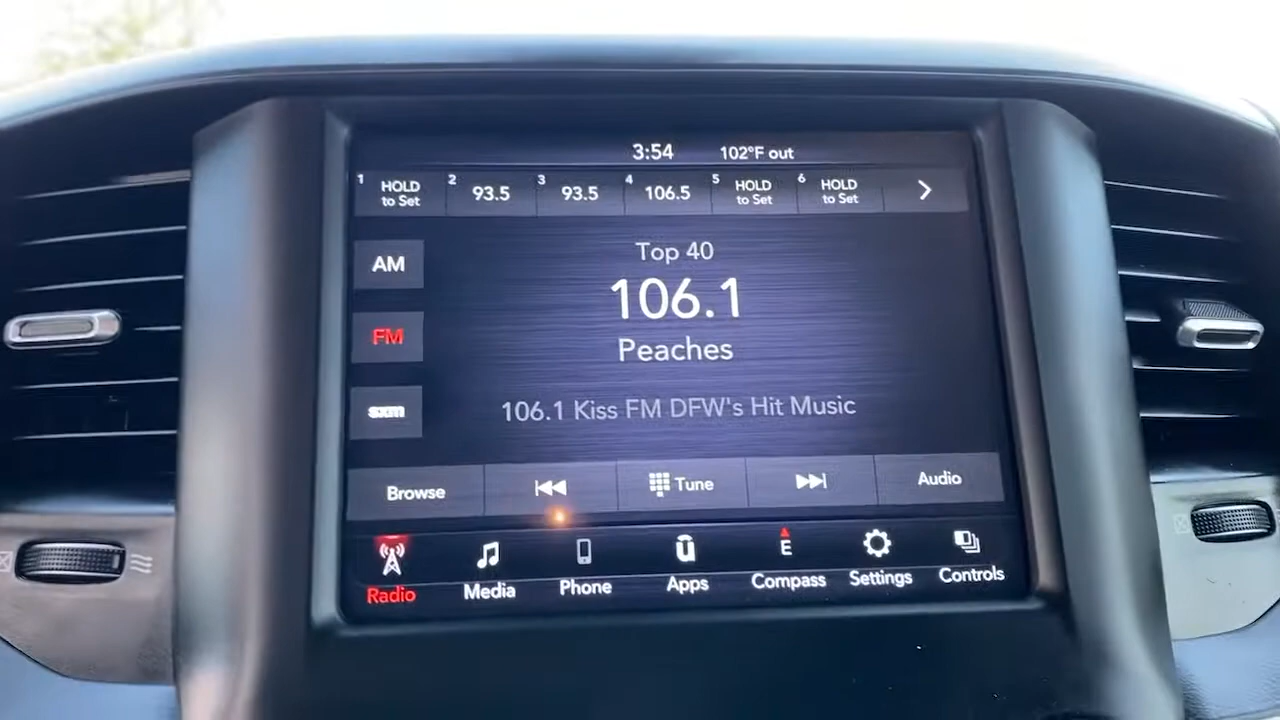 3:54 102°F out
1 HOLD to Set 2 93.5 3 93.5 4 106.5 5 HOLD to Set 6 HOLD to Set
Top 40
AM
106.1
FM
Peaches
sxm
106.1 Kiss FM DFW's Hit Music
Browse Tune Audio
E
Radio Media Phone Apps Compass Settings Controls